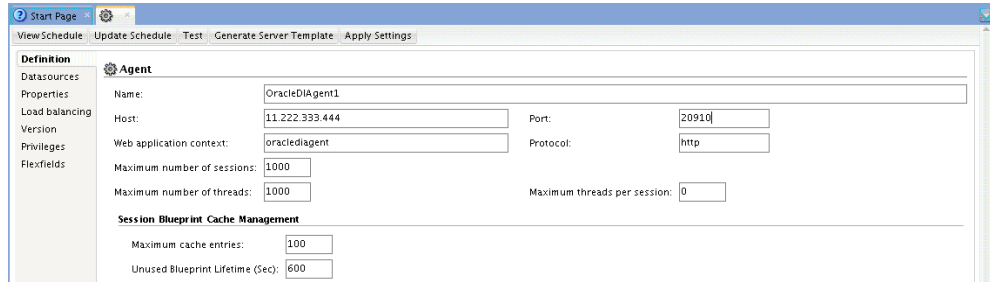 Start Page
View Schedule Update Schedule Test Generate Server Template Apply Settings
Definition
Datasources
Properties
Load balancing
Version
Privileges
Flexfields
Agent
Name: OracleDIAgent1
Host: 11.222.333.444 Port: 20910
Web application context: oraclediagent Protocol: http
Maximum number of sessions: 1000
Maximum number of threads: 1000 Maximum threads per session: 0
Session Blueprint Cache Management
Maximum cache entries: 100
Unused Blueprint Lifetime (Sec): 600